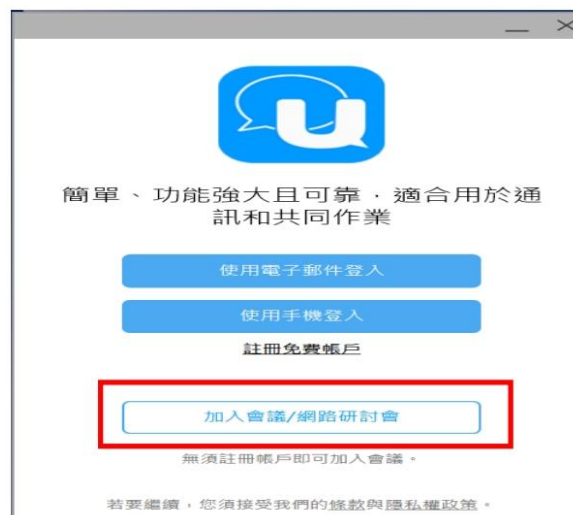 U
簡單、功能強大且可靠，適合用於通
訊和共同作業
使用電子郵件登入
使用手機登入
註冊免費帳戶
加入會議/網路研討會
無須註冊帳戶即可加入會議。
若要繼續，您須接受我們的條款與隱私權政策。